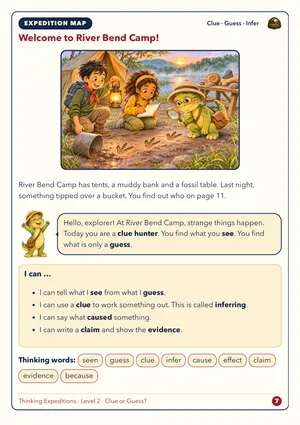 EXPEDITION MAP
Clue · Guess · Infer
Welcome to River Bend Camp!
River Bend Camp has tents, a muddy bank and a fossil table. Last night,
something tipped over a bucket. You find out who on page 11.
Hello, explorer! At River Bend Camp, strange things happen.
Today you are a clue hunter. You find what you see. You find
what is only a guess.
I can ...
• I can tell what I see from what I guess.
• I can use a clue to work something out. This is called inferring.
• I can say what caused something.
• I can write a claim and show the evidence.
Thinking words: seen guess clue infer cause effect claim
evidence because
Thinking Expeditions · Level 2 · Clue or Guess?
7